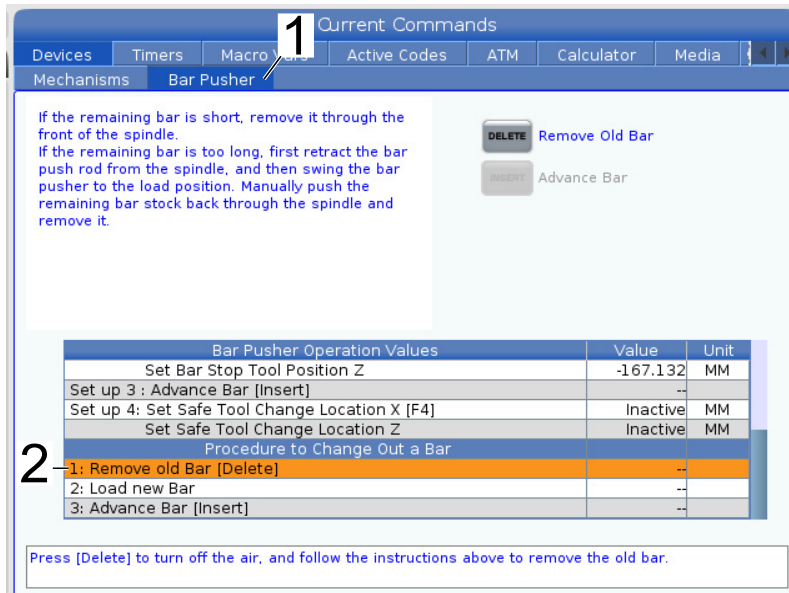 Current Commands
1
Devices Timers Macro Vars Active Codes ATM Calculator Media
Mechanisms Bar Pusher
If the remaining bar is short, remove it through the
front of the spindle.
If the remaining bar is too long, first retract the bar
push rod from the spindle, and then swing the bar
pusher to the load position. Manually push the
remaining bar stock back through the spindle and
remove it.
DELETE Remove Old Bar
INSERT Advance Bar
Bar Pusher Operation Values Value Unit
Set Bar Stop Tool Position Z -167.132 MM
Set up 3 : Advance Bar [Insert] --
Set up 4: Set Safe Tool Change Location X [F4] Inactive MM
Set Safe Tool Change Location Z Inactive MM
Procedure to Change Out a Bar
2
1: Remove old Bar [Delete] --
2: Load new Bar --
3: Advance Bar [Insert] --
Press [Delete] to turn off the air, and follow the instructions above to remove the old bar.